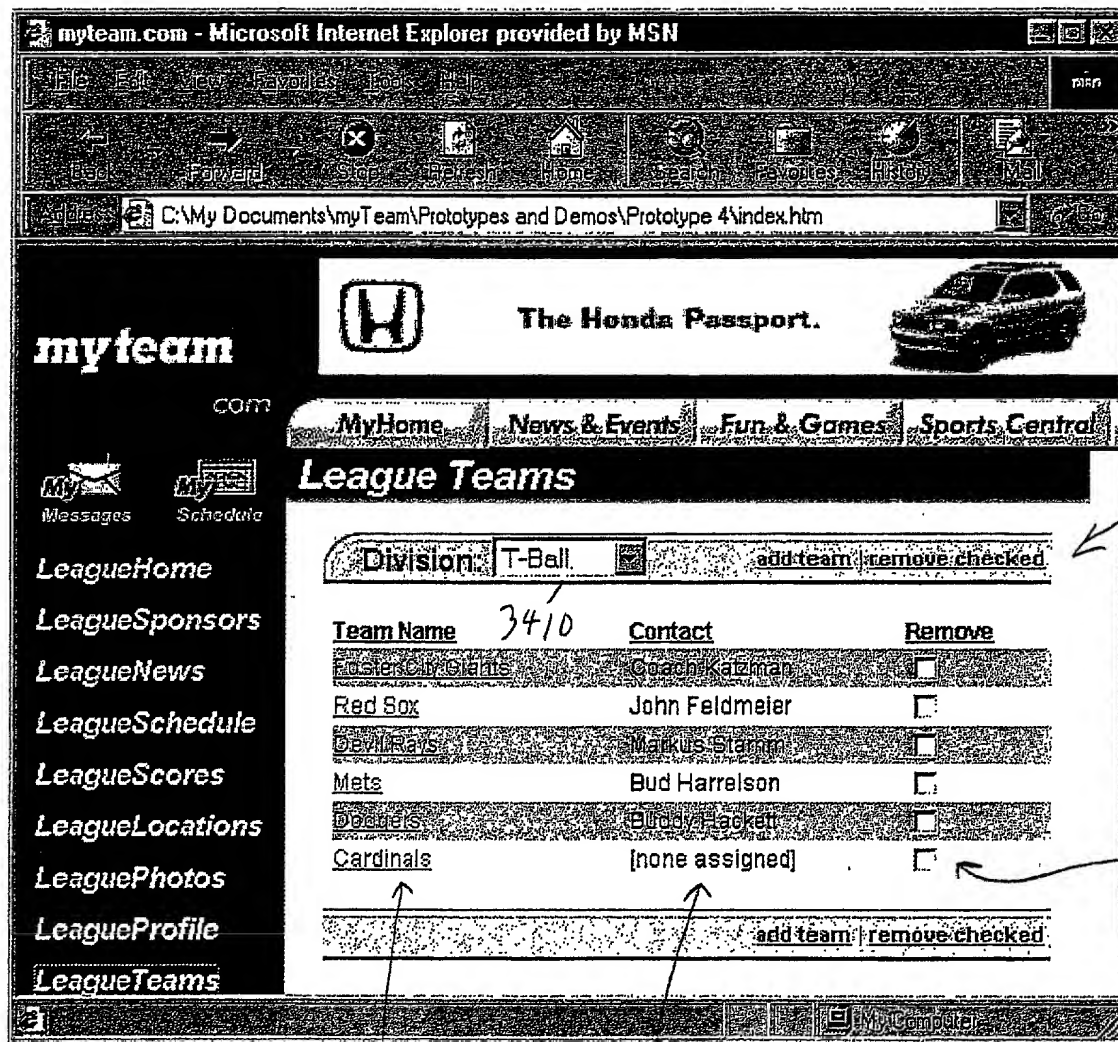 myteam.com - Microsoft Internet Explorer provided by MSN
File Edit View Favorites Tools Help
msn
Back Forward Stop Refresh Home Search Favorites History Mail
Address C:\My Documents\myTeam\Prototypes and Demos\Prototype 4\index.htm Go
The Honda Passport.
myteam
com
MyHome News & Events Fun & Games Sports Central
My My
Messages Schedule
League Teams
Division: T-Ball add team | remove checked
3410
Team Name Contact Remove
Foster City Giants Coach Katzman
Red Sox John Feldmeier
Devil Rays Markus Stamm
Mets Bud Harrelson
Dodgers Buddy Hackett
Cardinals [none assigned]
add team | remove checked
LeagueHome
LeagueSponsors
LeagueNews
LeagueSchedule
LeagueScores
LeagueLocations
LeaguePhotos
LeagueProfile
LeagueTeams
My Computer